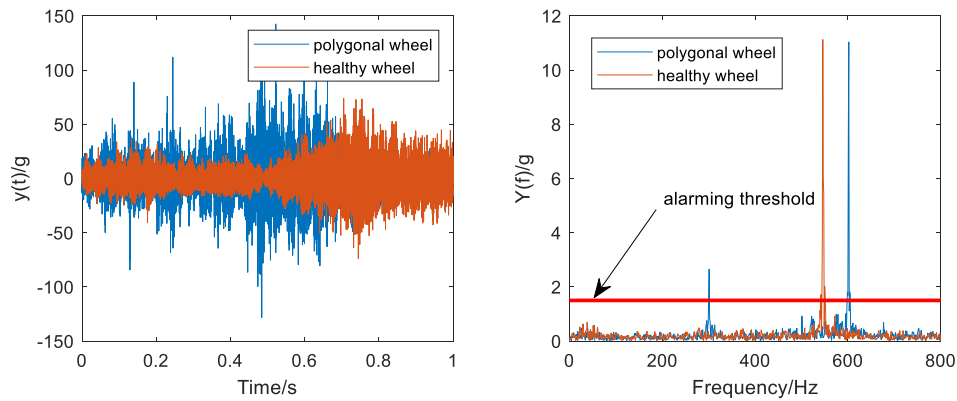 150
100
50
0
-50
-100
-150
0
0.2
0.4
0.6
0.8
1
Time/s
y(t)/g
polygonal wheel
healthy wheel
12
10
8
6
4
2
0
0
200
400
600
800
Frequency/Hz
Y(f)/g
polygonal wheel
healthy wheel
alarming threshold